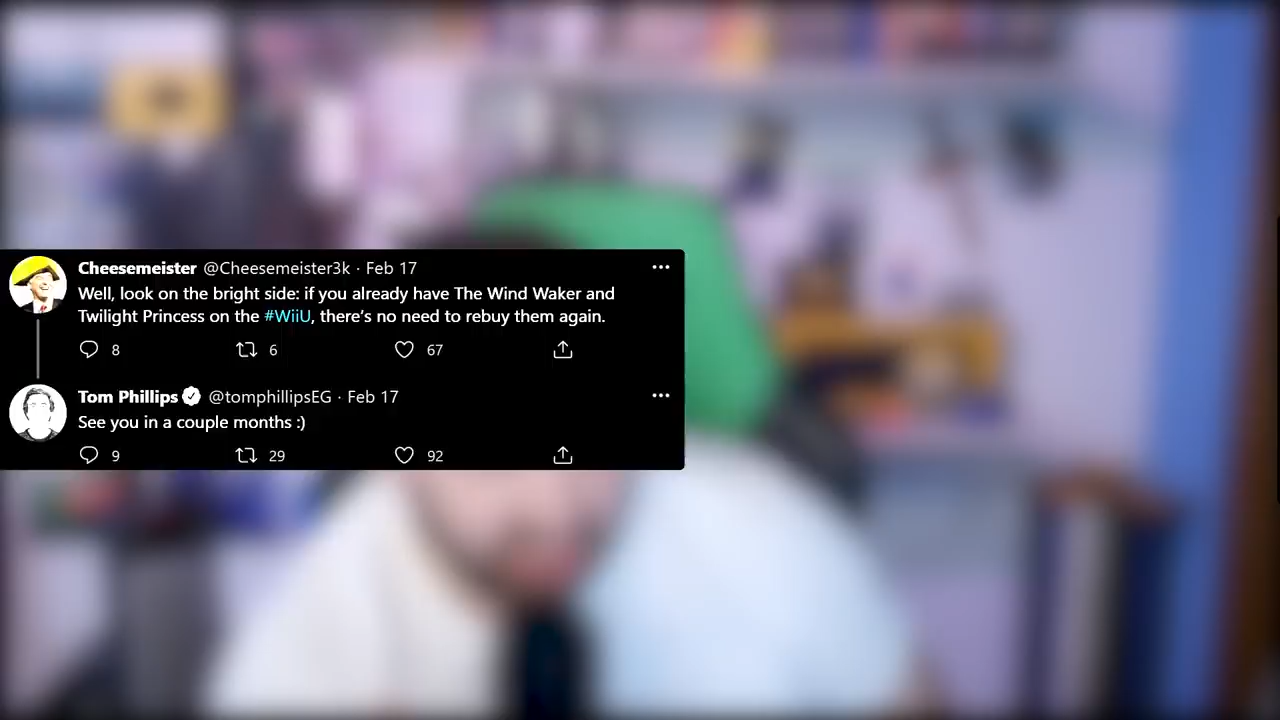 Cheesemeister @Cheesemeister3k · Feb 17
Well, look on the bright side: if you already have The Wind Waker and
Twilight Princess on the #WiiU, there's no need to rebuy them again.
8 6 67
Tom Phillips @tomphillipsEG · Feb 17
See you in a couple months :)
9 29 92